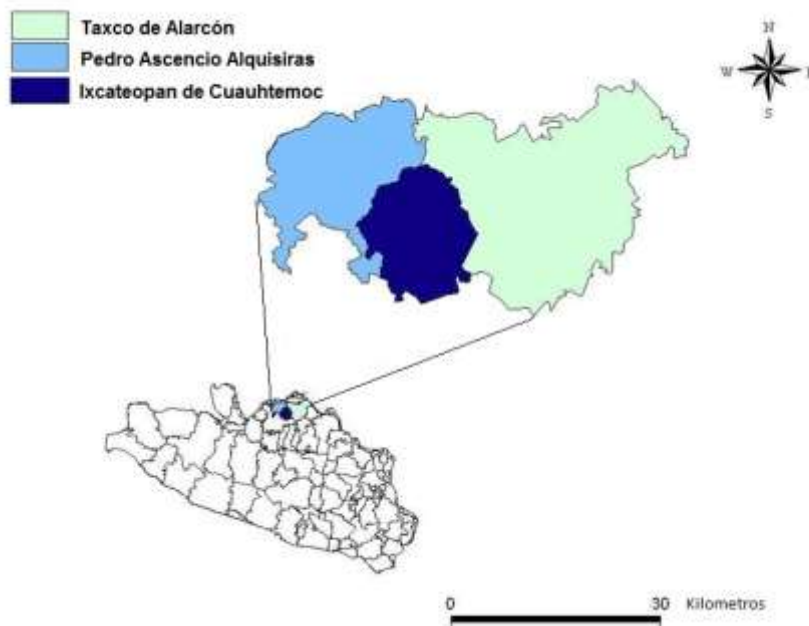 Taxco de Alarcón
Pedro Ascencio Alquisiras
Ixcateopan de Cuauhtemoc
N
W
E
S
0 30 Kilometros